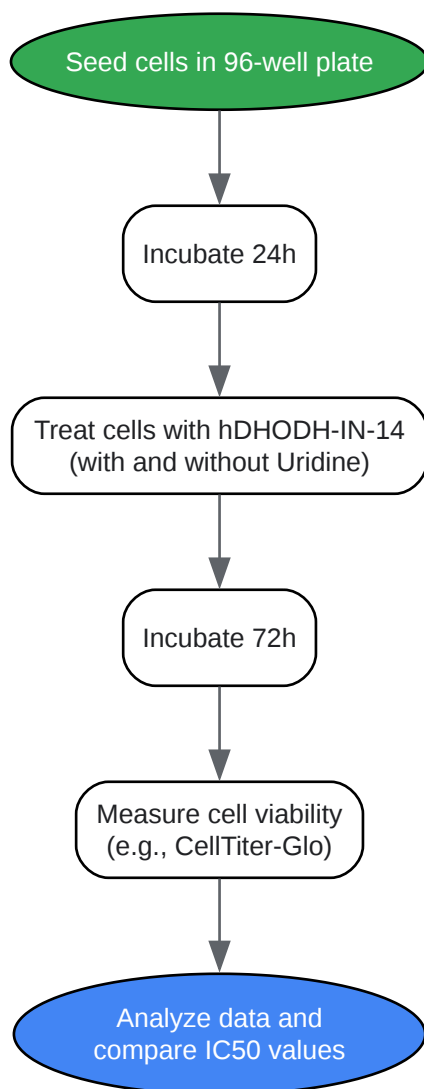 Seed cells in 96-well plate
Incubate 24h
Treat cells with hDHODH-IN-14
(with and without Uridine)
Incubate 72h
Measure cell viability
(e.g., CellTiter-Glo)
Analyze data and
compare IC50 values